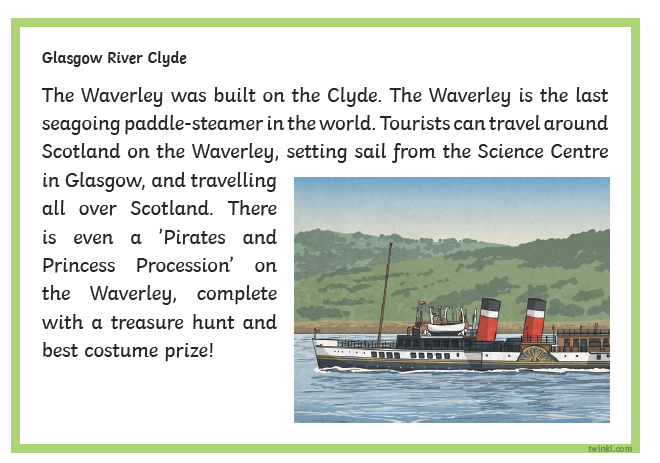 Glasgow River Clyde
The Waverley was built on the Clyde. The Waverley is the last
seagoing paddle-steamer in the world. Tourists can travel around
Scotland on the Waverley, setting sail from the Science Centre
in Glasgow, and travelling
all over Scotland. There
is even a ’Pirates and
Princess Procession’ on
the Waverley, complete
with a treasure hunt and
best costume prize!
twinkl.com